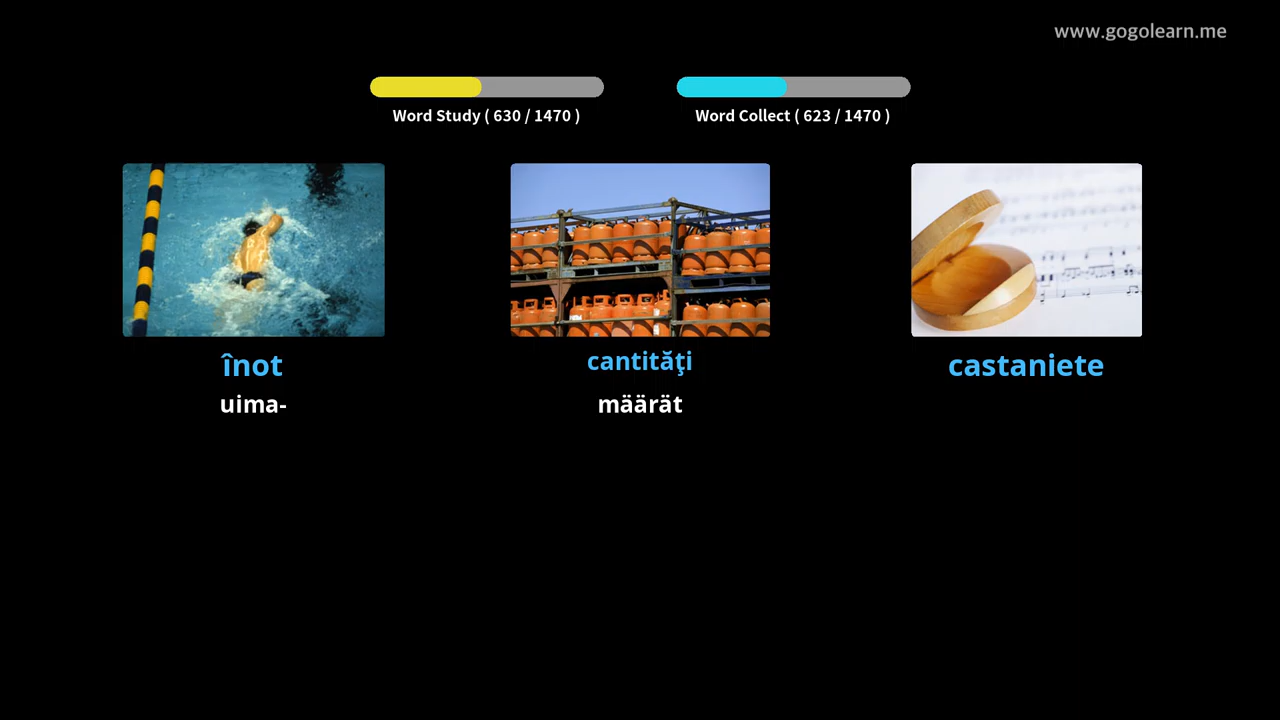 www.gogolearn.me
Word Study ( 630 / 1470 )
Word Collect ( 623 / 1470 )
înot
cantităţi
castaniete
uima-
määrät